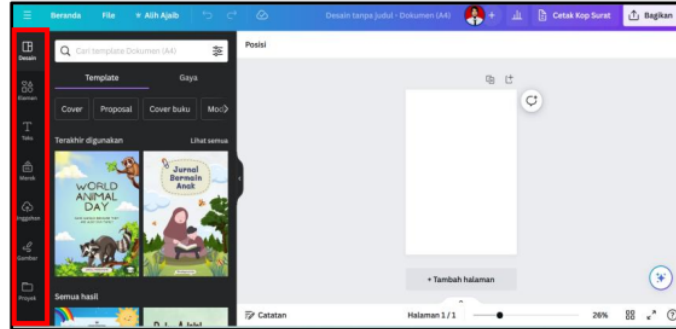 Beranda File Alih Ajaib Desain tanpa judul - Dokumen (A4) Cetak Kop Surat Bagikan
Desain
Elemen
Teks
Merek
Unggahan
Gambar
Proyek
Cari template Dokumen (A4)
Template Gaya
Cover Proposal Cover buku Moc
Terakhir digunakan Lihat semua
WORLD
ANIMAL
DAY
Jurnal
Bermain
Anak
Semua hasil
Posisi
+ Tambah halaman
Catatan Halaman 1 / 1 26%